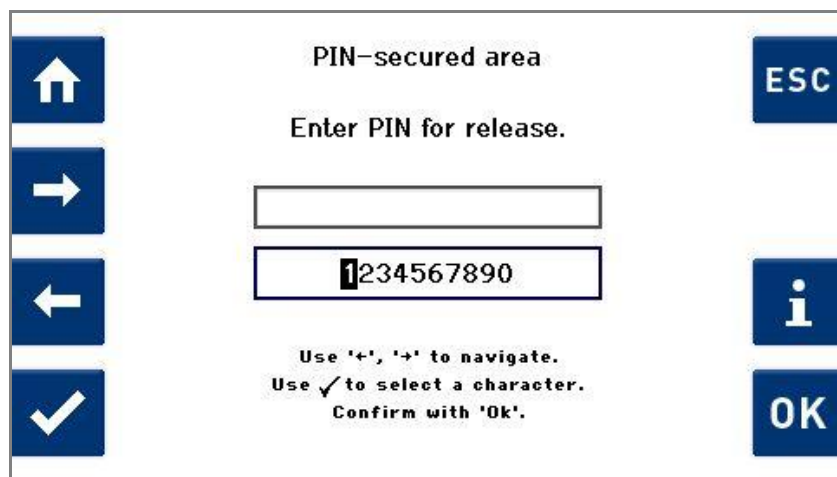 PIN-secured area
ESC
Enter PIN for release.
1234567890
Use '←', '→' to navigate.
Use ✓ to select a character.
Confirm with 'Ok'.
i
OK